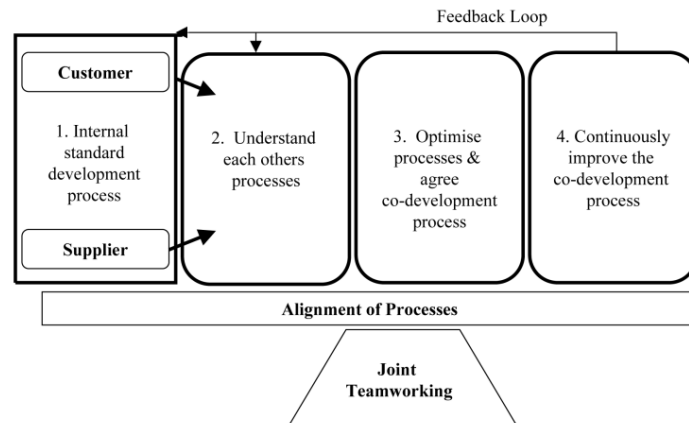 Feedback Loop
Customer
1. Internal
standard
development
process
Supplier
2. Understand
each others
processes
3. Optimise
processes &
agree
co-development
process
4. Continuously
improve the
co-development
process
Alignment of Processes
Joint
Teamworking